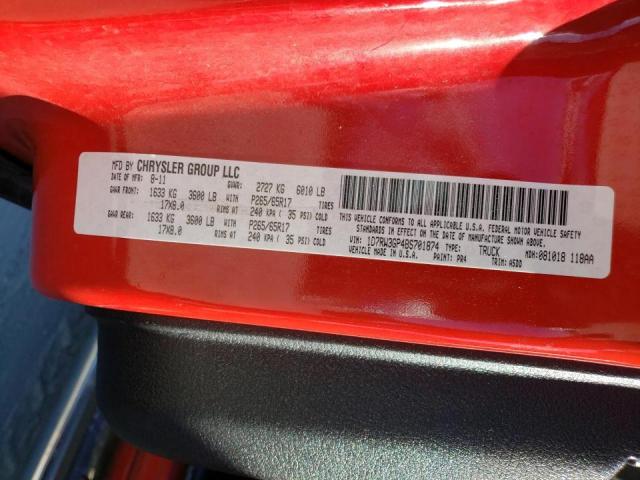 MFD BY CHRYSLER GROUP LLC
DATE OF MFR: 8-11 GVWR: 2727 KG 6010 LB
GWR FRONT: 1633 KG 3600 LB WITH P265/65R17 TIRES
17X8.0 RIMS AT 240 KPA ( 35 PSI) COLD
GWR REAR: 1633 KG 3600 LB WITH P265/65R17 TIRES
17X8.0 RIMS AT 240 KPA ( 35 PSI) COLD
THIS VEHICLE CONFORMS TO ALL APPLICABLE U.S.A. FEDERAL MOTOR VEHICLE SAFETY
STANDARDS IN EFFECT ON THE DATE OF MANUFACTURE SHOWN ABOVE.
VIN: 1D7RW3GP4BS701874 TYPE: TRUCK MDH: 081018 118AA
VEHICLE MADE IN U.S.A. PAINT: PR4 TRIM: A5DD